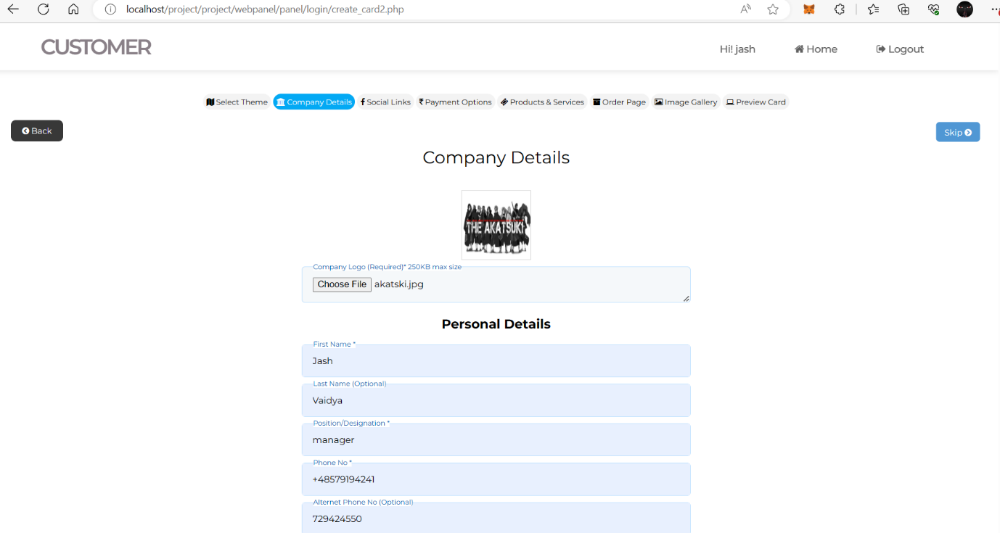 localhost/project/project/webpanel/panel/login/create_card2.php
CUSTOMER
Hi! jash
Home
Logout
Select Theme
Company Details
Social Links
₹ Payment Options
Products & Services
Order Page
Image Gallery
Preview Card
Back
Skip
Company Details
THE AKATSUKI
Company Logo (Required)* 250KB max size
Choose File akatski.jpg
Personal Details
First Name *
Jash
Last Name (Optional)
Vaidya
Position/Designation *
manager
Phone No *
+48579194241
Alternet Phone No (Optional)
729424550